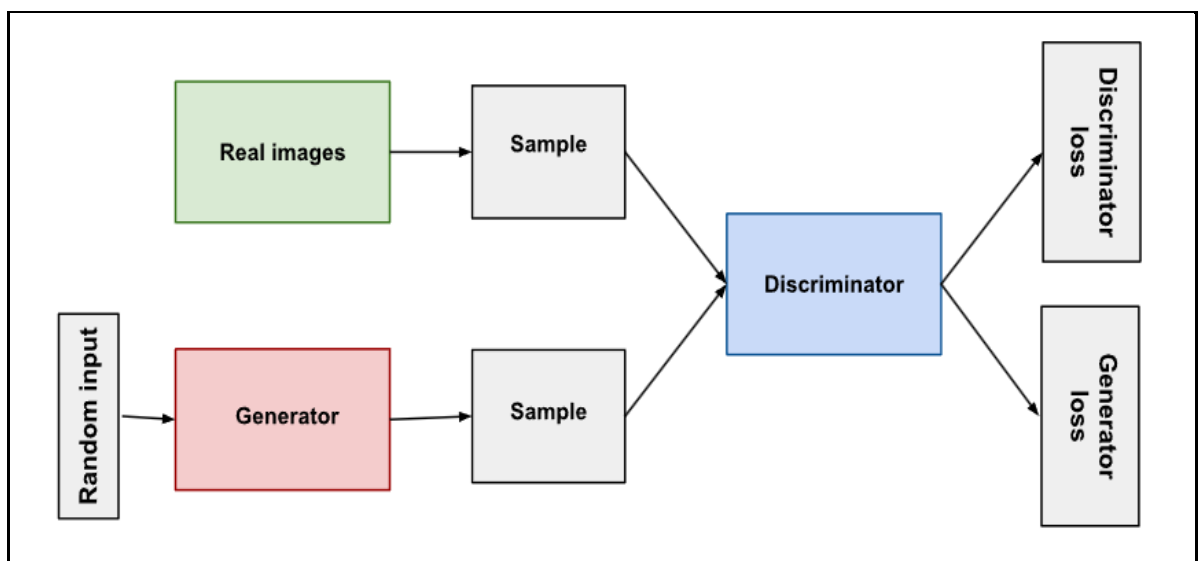 Real images
Sample
Discriminator
loss
Discriminator
Random input
Generator
Sample
Generator
loss